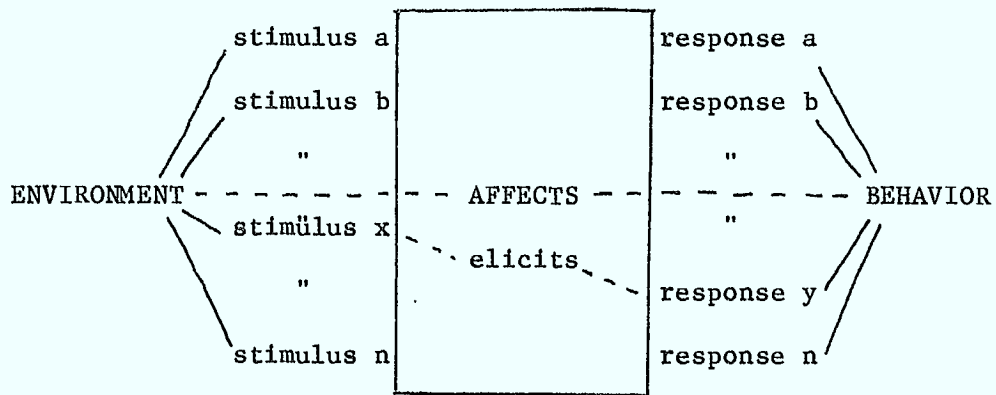 stimulus a response a
stimulus b response b
" "
ENVIRONMENT AFFECTS BEHAVIOR
stimülus x "
elicits
" response y
stimulus n response n